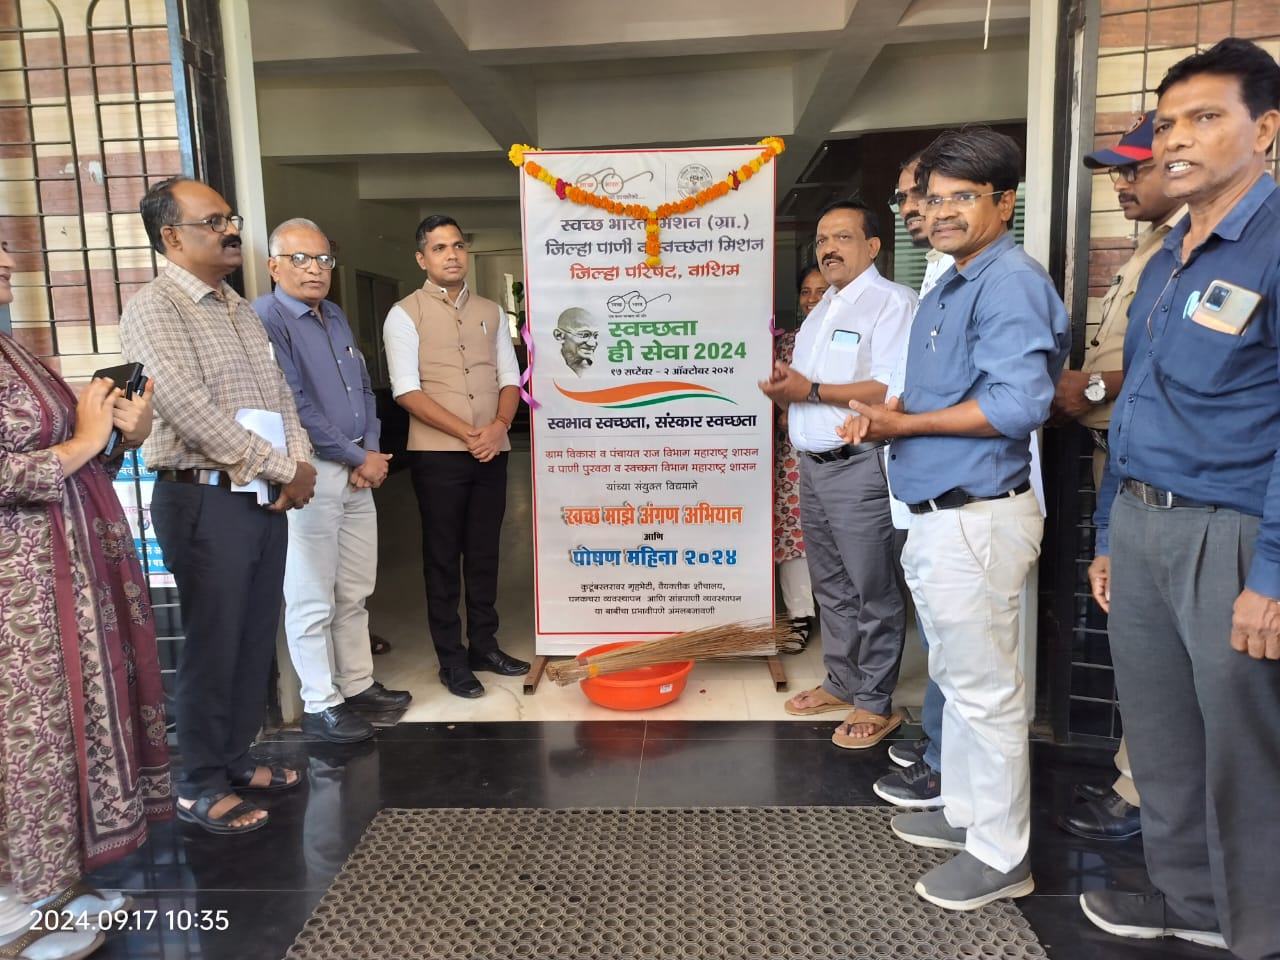 स्वच्छ भारत मिशन (ग्रा.)
जिल्हा पाणी व स्वच्छता मिशन
जिल्हा परिषद, वाशिम
स्वच्छ भारत
स्वच्छता
ही सेवा 2024
१७ सप्टेंबर - २ ऑक्टोबर २०२४
स्वभाव स्वच्छता, संस्कार स्वच्छता
ग्राम विकास व पंचायत राज विभाग महाराष्ट्र शासन
व पाणी पुरवठा व स्वच्छता विभाग महाराष्ट्र शासन
यांच्या संयुक्त विद्यमाने
स्वच्छ माझे अंगण अभियान
आणि
पोषण महिना २०२४
कुटूंबस्तरावर गृहभेटी, वैयक्तीक शौचालय,
घनकचरा व्यवस्थापन आणि सांडपाणी व्यवस्थापन
या बाबींचा प्रभावीपणे अंमलबजावणी
2024.09.17 10:35